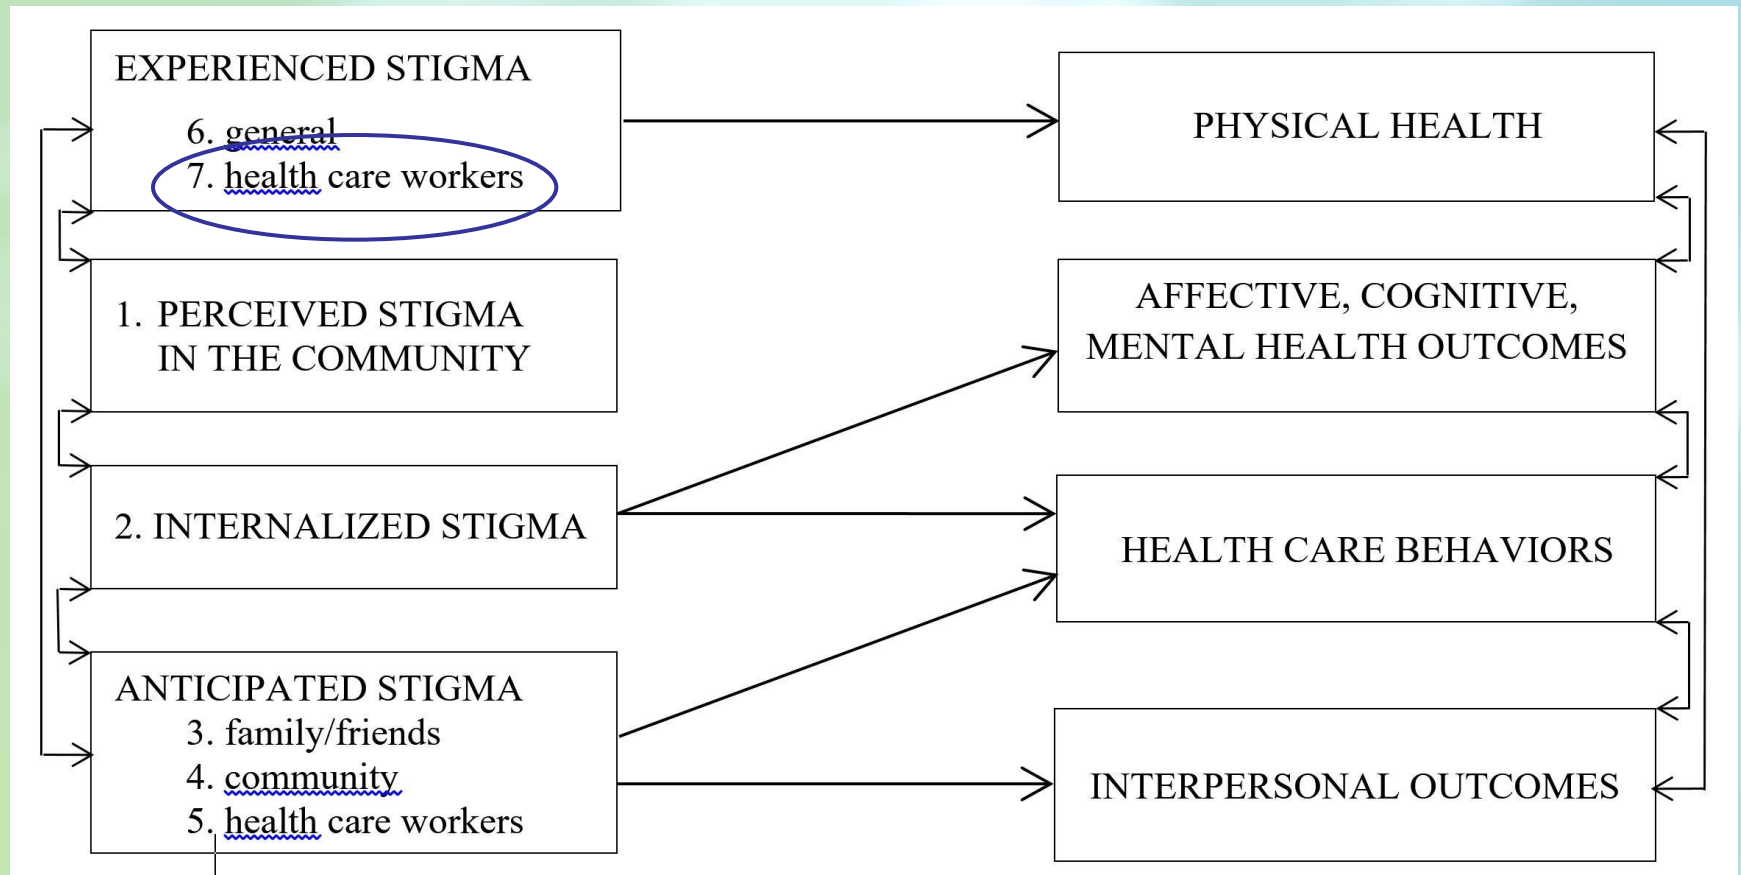 EXPERIENCED STIGMA
6. general
7. health care workers
1. PERCEIVED STIGMA
IN THE COMMUNITY
2. INTERNALIZED STIGMA
ANTICIPATED STIGMA
3. family/friends
4. community
5. health care workers
PHYSICAL HEALTH
AFFECTIVE, COGNITIVE,
MENTAL HEALTH OUTCOMES
HEALTH CARE BEHAVIORS
INTERPERSONAL OUTCOMES